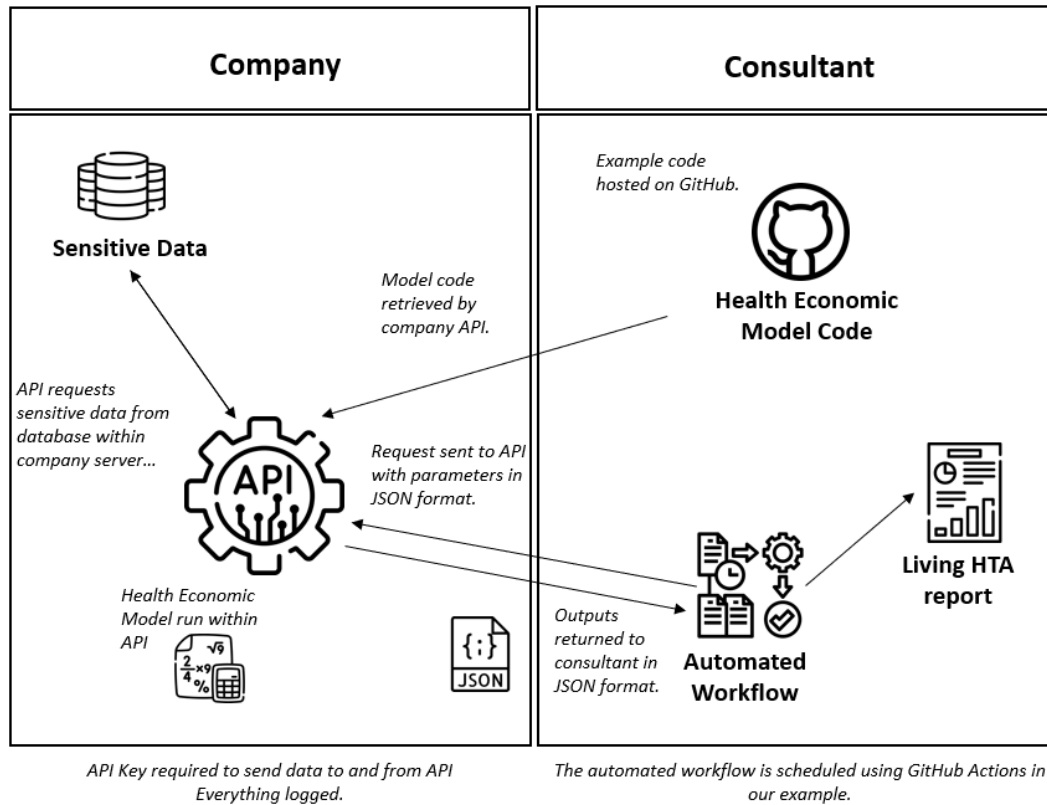 Company
Consultant
Example code
hosted on GitHub.
Sensitive Data
Model code
retrieved by
company API.
Health Economic
Model Code
API requests
sensitive data from
database within
company server…
API
Request sent to API
with parameters in
JSON format.
Living HTA
report
Health Economic
Model run within
API
√9
2
4
×9
%
{;}
JSON
Outputs
returned to
consultant in
JSON format.
Automated
Workflow
API Key required to send data to and from API
Everything logged.
The automated workflow is scheduled using GitHub Actions in
our example.